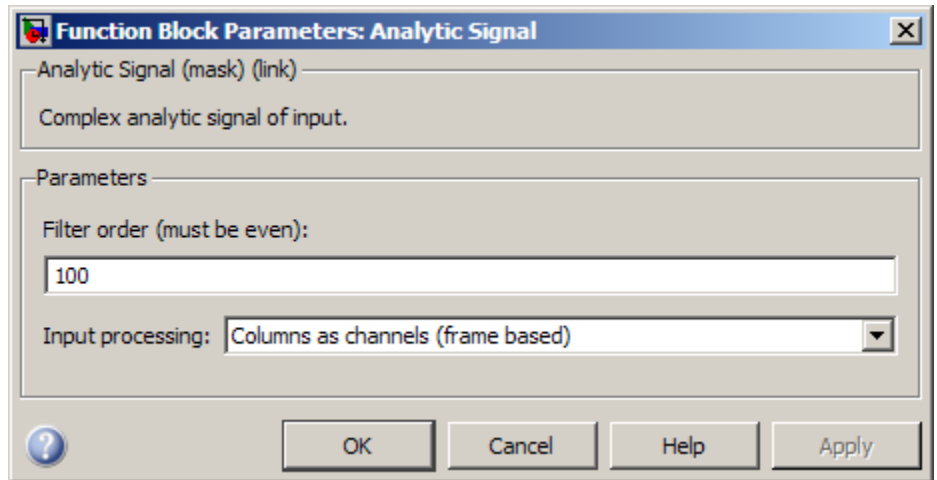 Function Block Parameters: Analytic Signal
Analytic Signal (mask) (link)
Complex analytic signal of input.
Parameters
Filter order (must be even):
100
Input processing: Columns as channels (frame based)
OK Cancel Help Apply